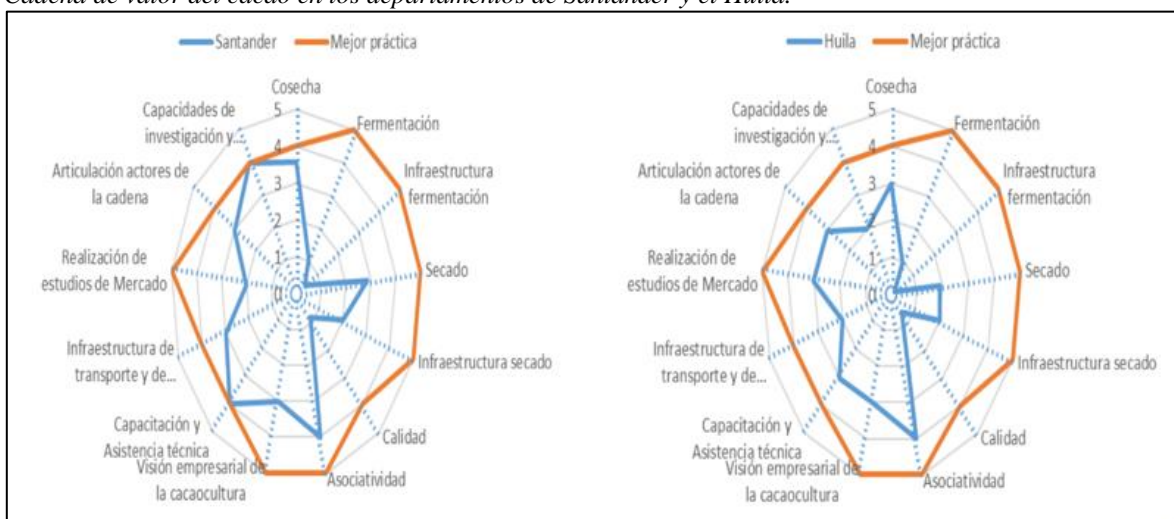 Cadena de valor del cacao en los departamentos de Santander y el Huila.
Santander Mejor práctica
Cosecha
5
4
3
2
1
0
Fermentación
Infraestructura
fermentación
Secado
Infraestructura secado
Calidad
Asociatividad
Visión empresarial de
la cacaocultura
Capacitación y
Asistencia técnica
Infraestructura de
transporte y de...
Realización de
estudios de Mercado
Articulación actores de
la cadena
Capacidades de
investigación y...
Huila Mejor práctica
Cosecha
5
4
3
2
1
0
Fermentación
Infraestructura
fermentación
Secado
Infraestructura secado
Calidad
Asociatividad
Visión empresarial de
la cacaocultura
Capacitación y
Asistencia técnica
Infraestructura de
transporte y de...
Realización de
estudios de Mercado
Articulación actores de
la cadena
Capacidades de
investigación y...